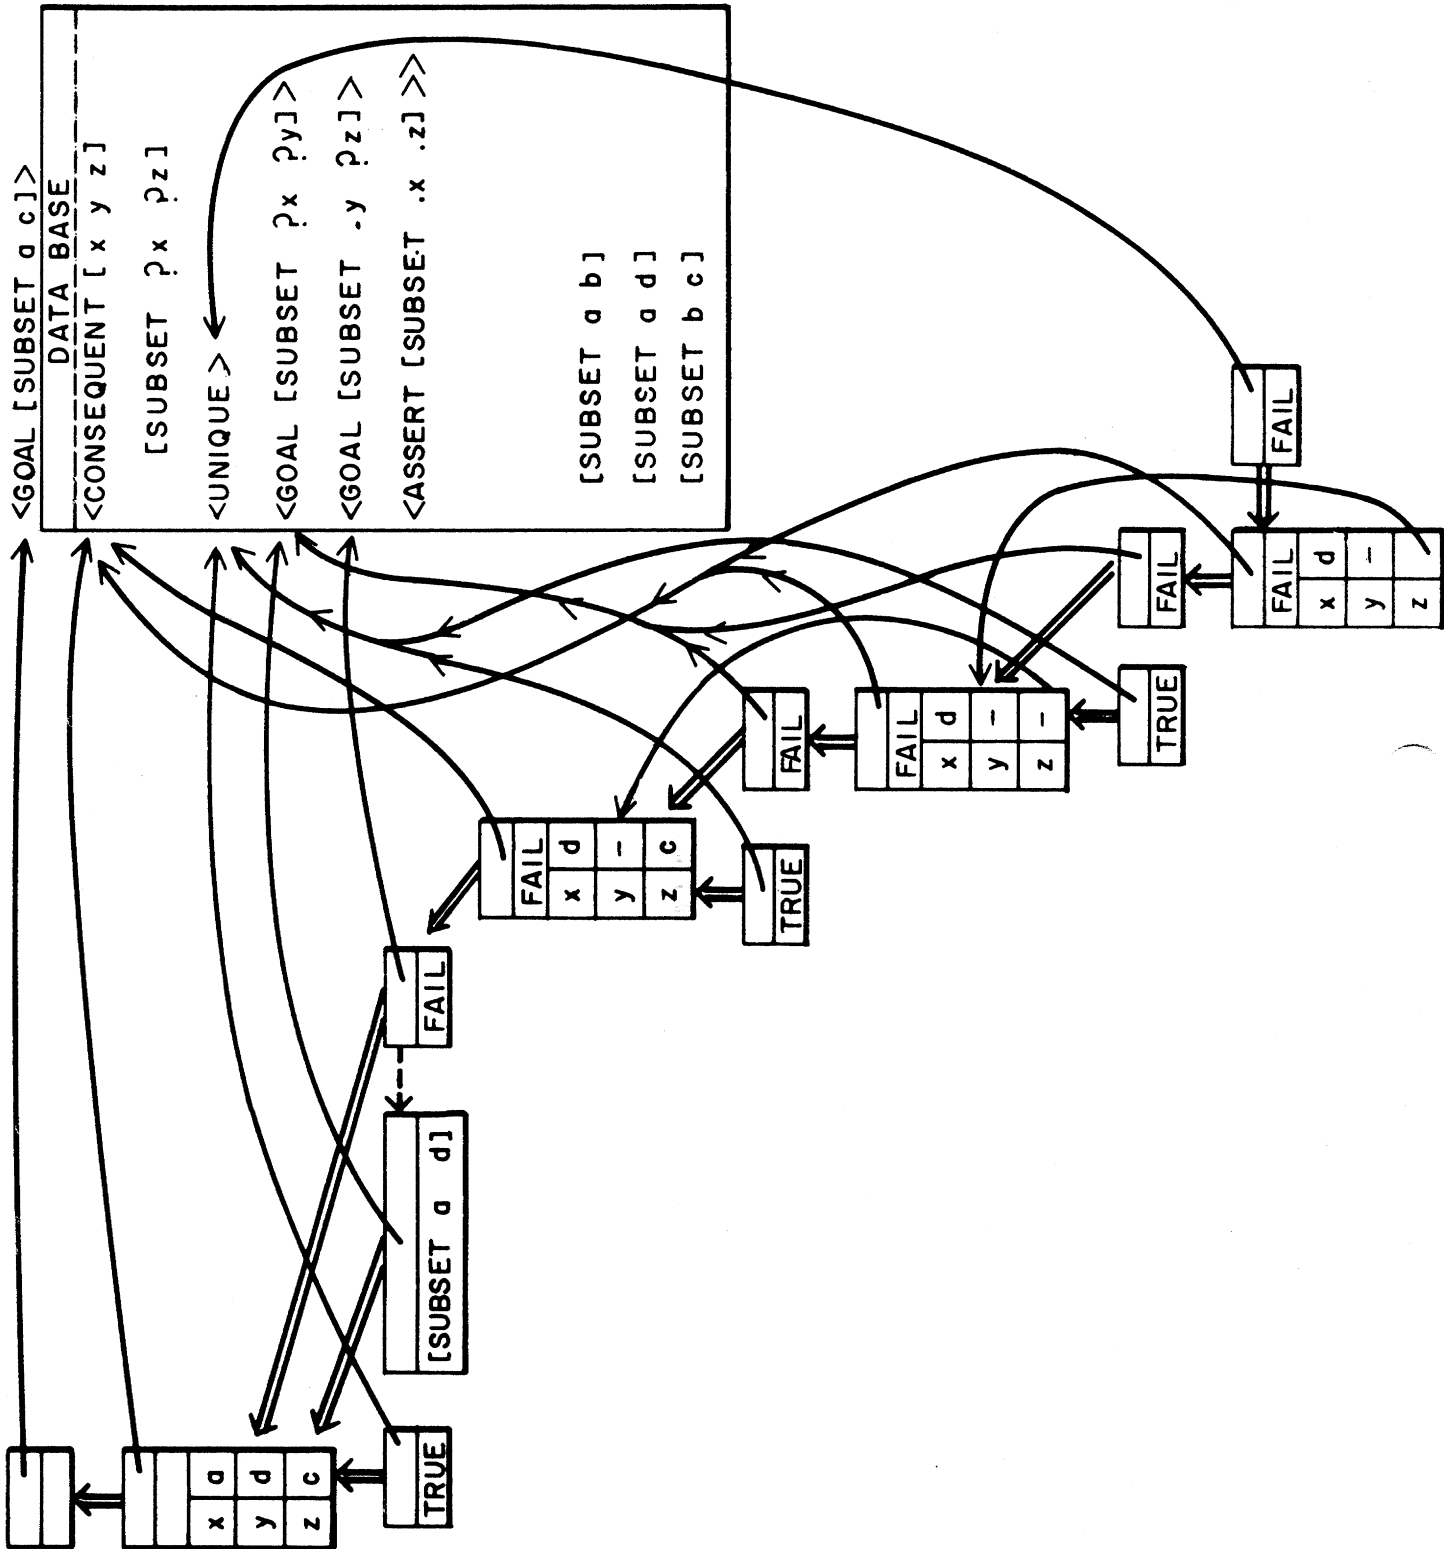 <GOAL [SUBSET a c]>
DATA BASE
<CONSEQUENT [x y z]
[SUBSET ?x ?z]
<UNIQUE>
<GOAL [SUBSET ?x ?y]>
<GOAL [SUBSET .y ?z]>
<ASSERT [SUBSET .x .z]>>
[SUBSET a b]
[SUBSET a d]
[SUBSET b c]
x a
y d
z c
TRUE
[SUBSET a d]
FAIL
FAIL
x d
y –
z c
TRUE
FAIL
FAIL
x d
y –
z –
TRUE
FAIL
FAIL
x d
y –
z
FAIL